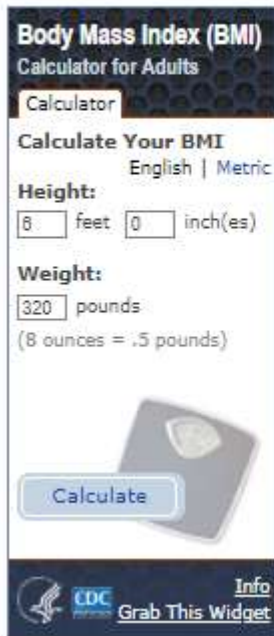 Body Mass Index (BMI)
Calculator for Adults
Calculator
Calculate Your BMI
English | Metric
Height:
6 feet 0 inch(es)
Weight:
320 pounds
(8 ounces = .5 pounds)
Calculate
CDC
Info
Grab This Widget